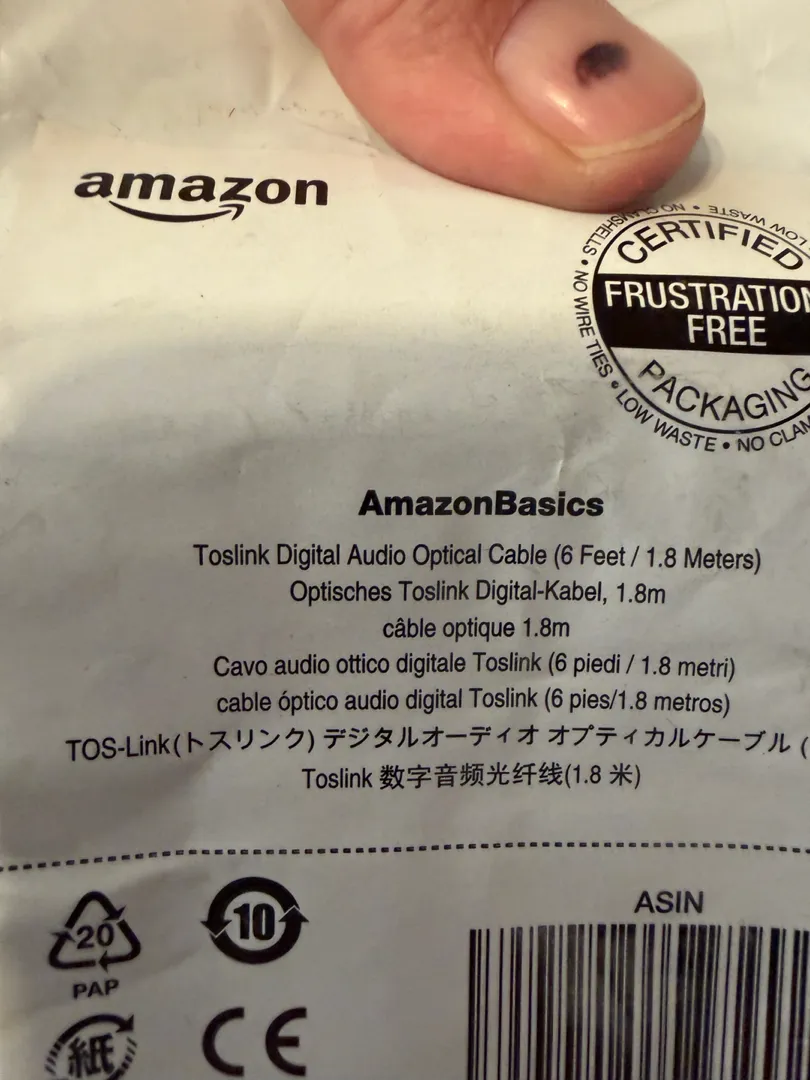 amazon
NO WIRE TIES • LOW WASTE • NO CLAMSHELLS • LOW WASTE
CERTIFIED
FRUSTRATION
FREE
PACKAGING
AmazonBasics
Toslink Digital Audio Optical Cable (6 Feet / 1.8 Meters)
Optisches Toslink Digital-Kabel, 1.8m
câble optique 1.8m
Cavo audio ottico digitale Toslink (6 piedi / 1.8 metri)
cable óptico audio digital Toslink (6 pies/1.8 metros)
TOS-Link(トスリンク) デジタルオーディオ オプティカルケーブル (
Toslink 数字音频光纤线(1.8 米)
ASIN
20
PAP
10
紙
CE